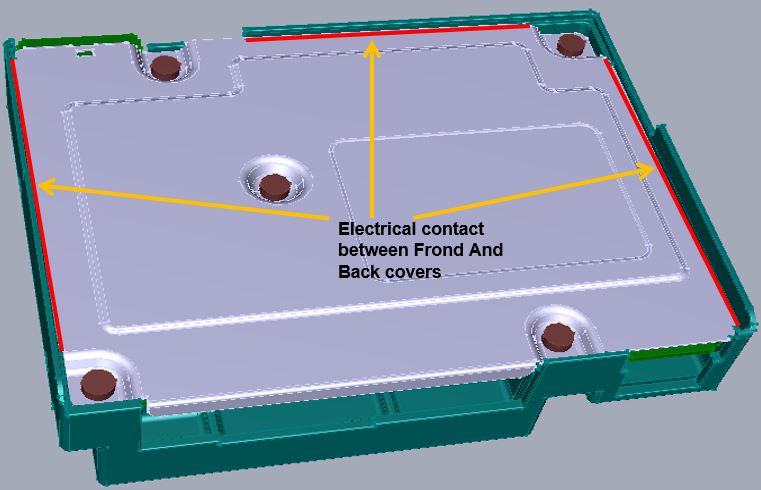 Electrical contact
between Frond And
Back covers